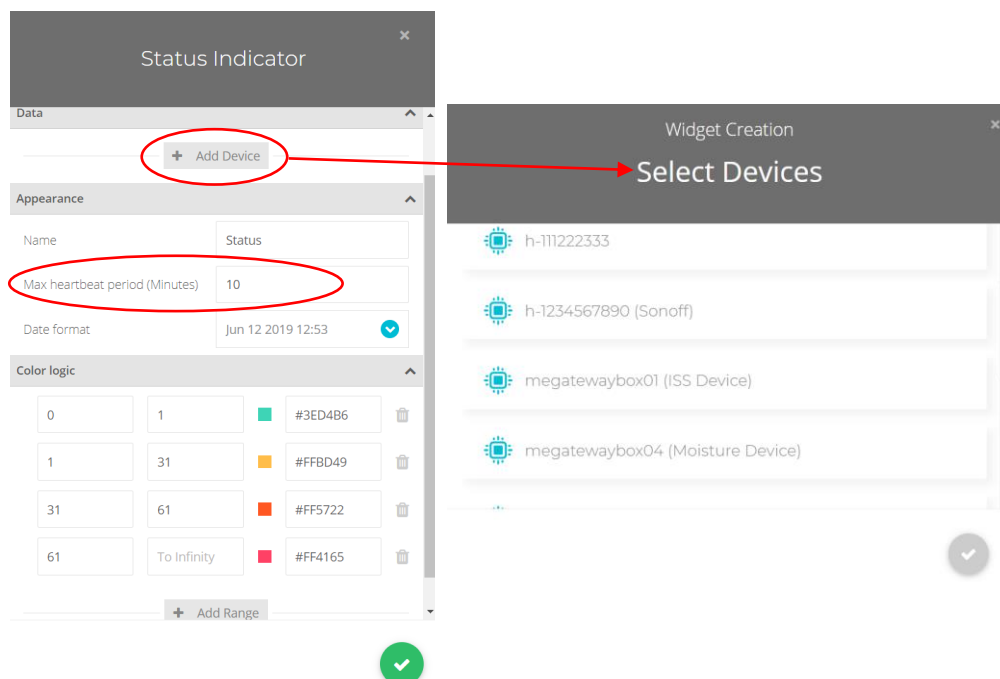 ×
Status Indicator
Data
+ Add Device
Appearance
Name Status
Max heartbeat period (Minutes) 10
Date format Jun 12 2019 12:53
Color logic
0 1 #3ED4B6
1 31 #FFBD49
31 61 #FF5722
61 To Infinity #FF4165
+ Add Range
×
Widget Creation
Select Devices
h-111222333
h-1234567890 (Sonoff)
megatewaybox01 (ISS Device)
megatewaybox04 (Moisture Device)